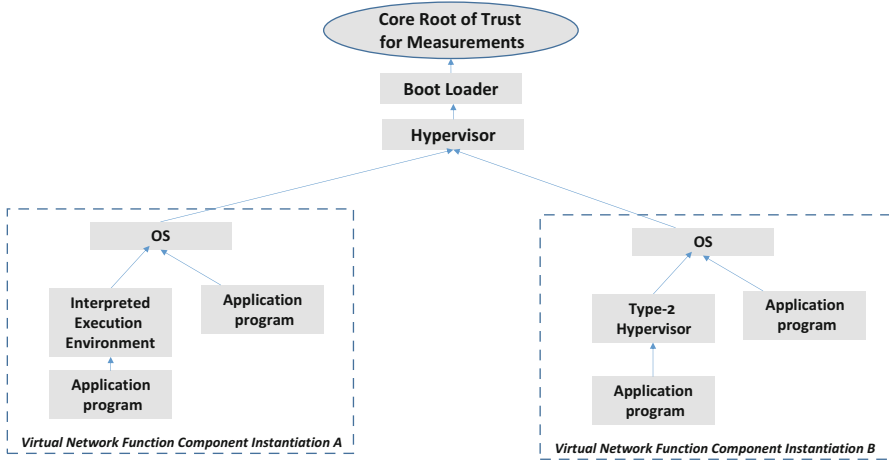 Core Root of Trust
for Measurements
Boot Loader
Hypervisor
OS
Interpreted
Execution
Environment
Application
program
Application
program
Virtual Network Function Component Instantiation A
OS
Type-2
Hypervisor
Application
program
Application
program
Virtual Network Function Component Instantiation B